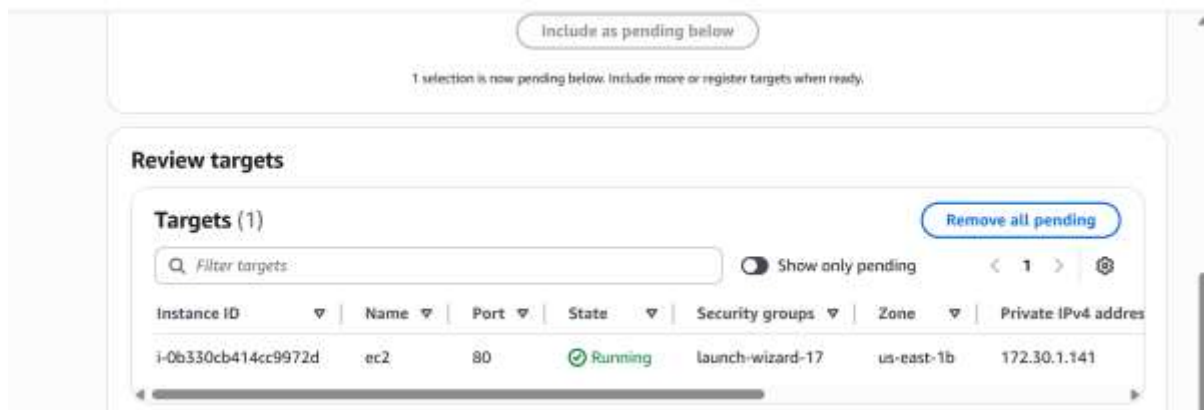 Include as pending below
1 selection is now pending below. Include more or register targets when ready.
Review targets
Targets (1)
Remove all pending
Filter targets
Show only pending
1
Instance ID Name Port State Security groups Zone Private IPv4 addres
i-0b330cb414cc9972d ec2 80 Running launch-wizard-17 us-east-1b 172.30.1.141